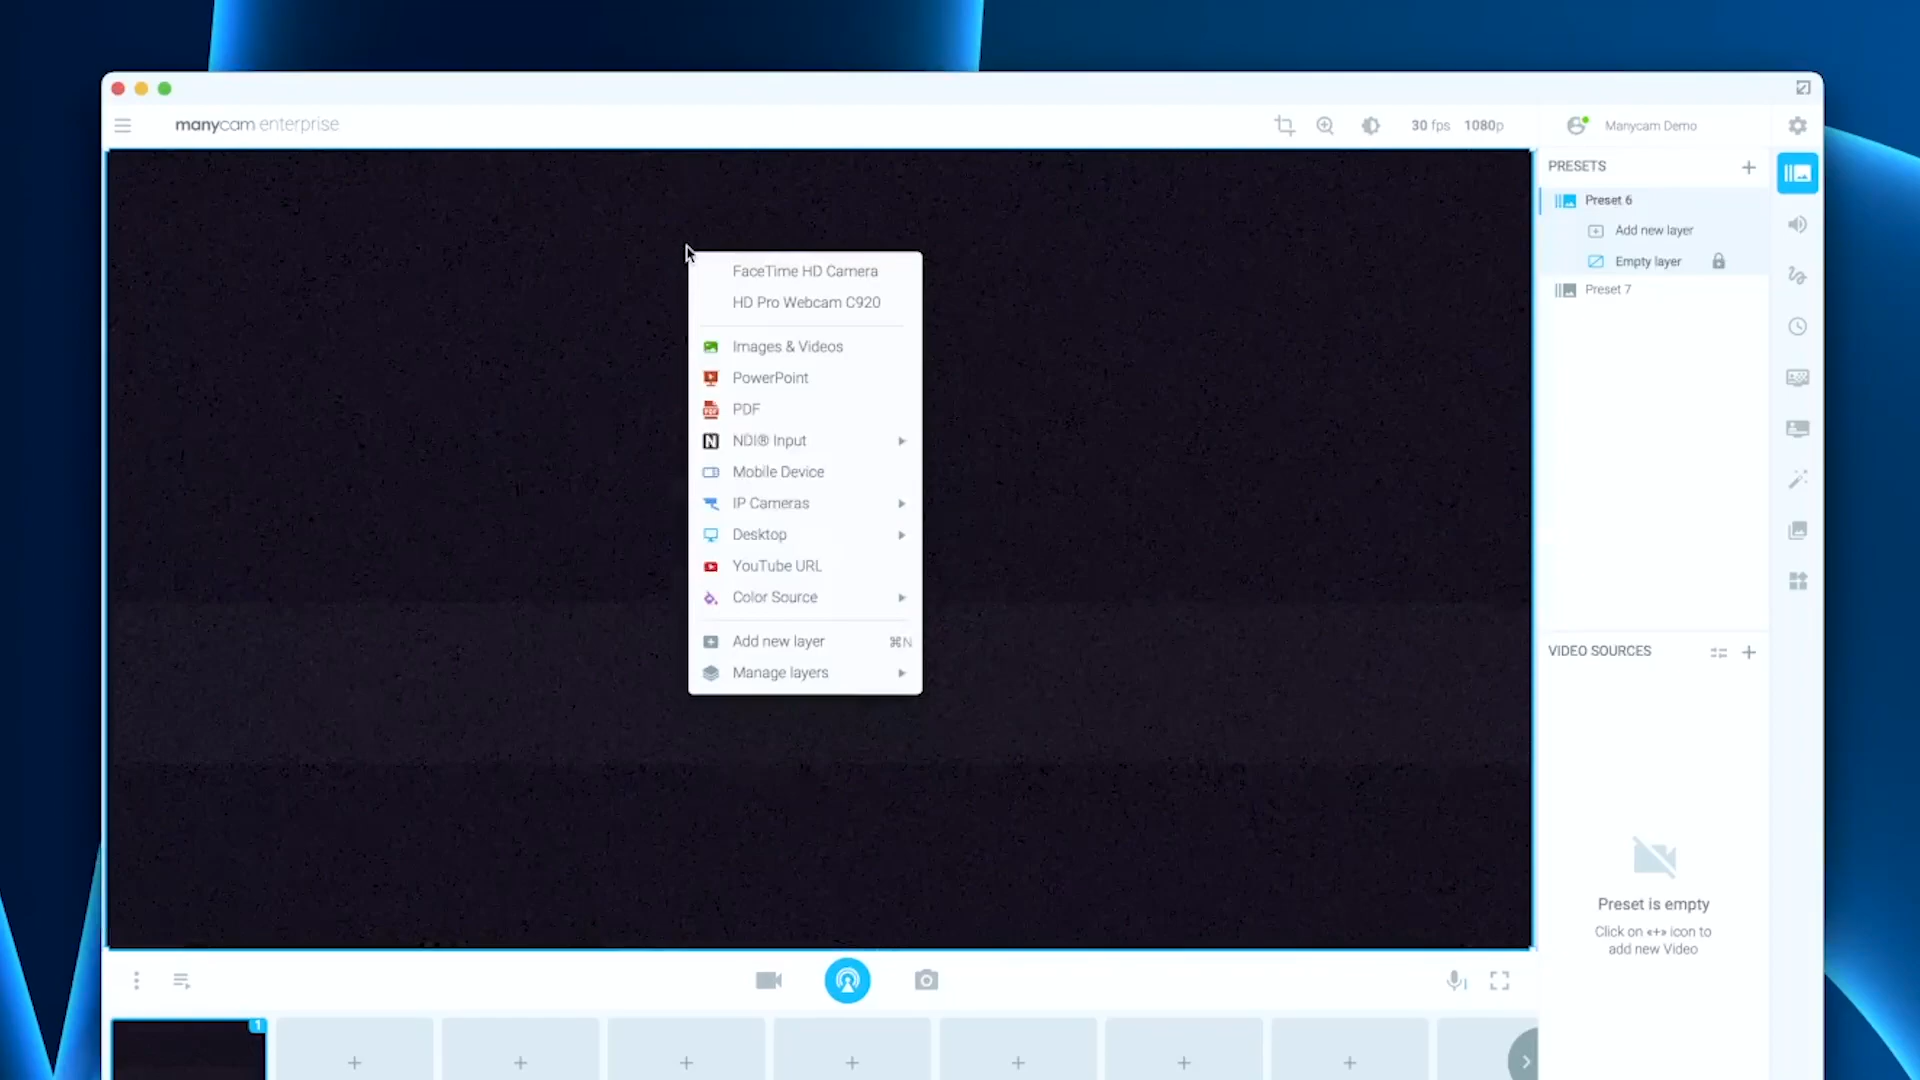 manycam enterprise
30 fps 1080p
Manycam Demo
PRESETS
Preset 6
Add new layer
Empty layer
Preset 7
FaceTime HD Camera
HD Pro Webcam C920
Images & Videos
PowerPoint
PDF
NDI® Input
Mobile Device
IP Cameras
Desktop
YouTube URL
Color Source
Add new layer ⌘N
Manage layers
VIDEO SOURCES
Preset is empty
Click on «+» icon to
add new Video
1